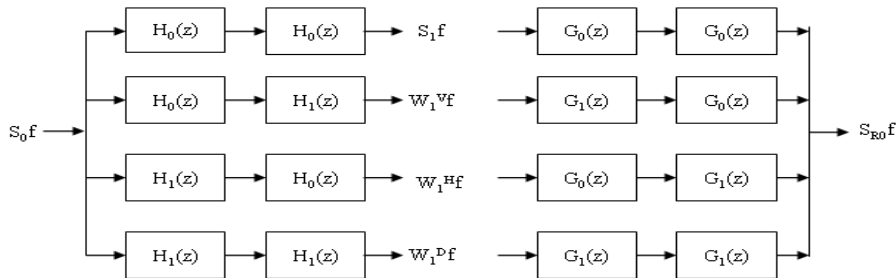 H₀(z) H₀(z) S₁f G₀(z) G₀(z)
H₀(z) H₁(z) W₁ⱽf G₁(z) G₀(z)
S₀f S_R0f
H₁(z) H₀(z) W₁ᴴf G₀(z) G₁(z)
H₁(z) H₁(z) W₁ᴰf G₁(z) G₁(z)